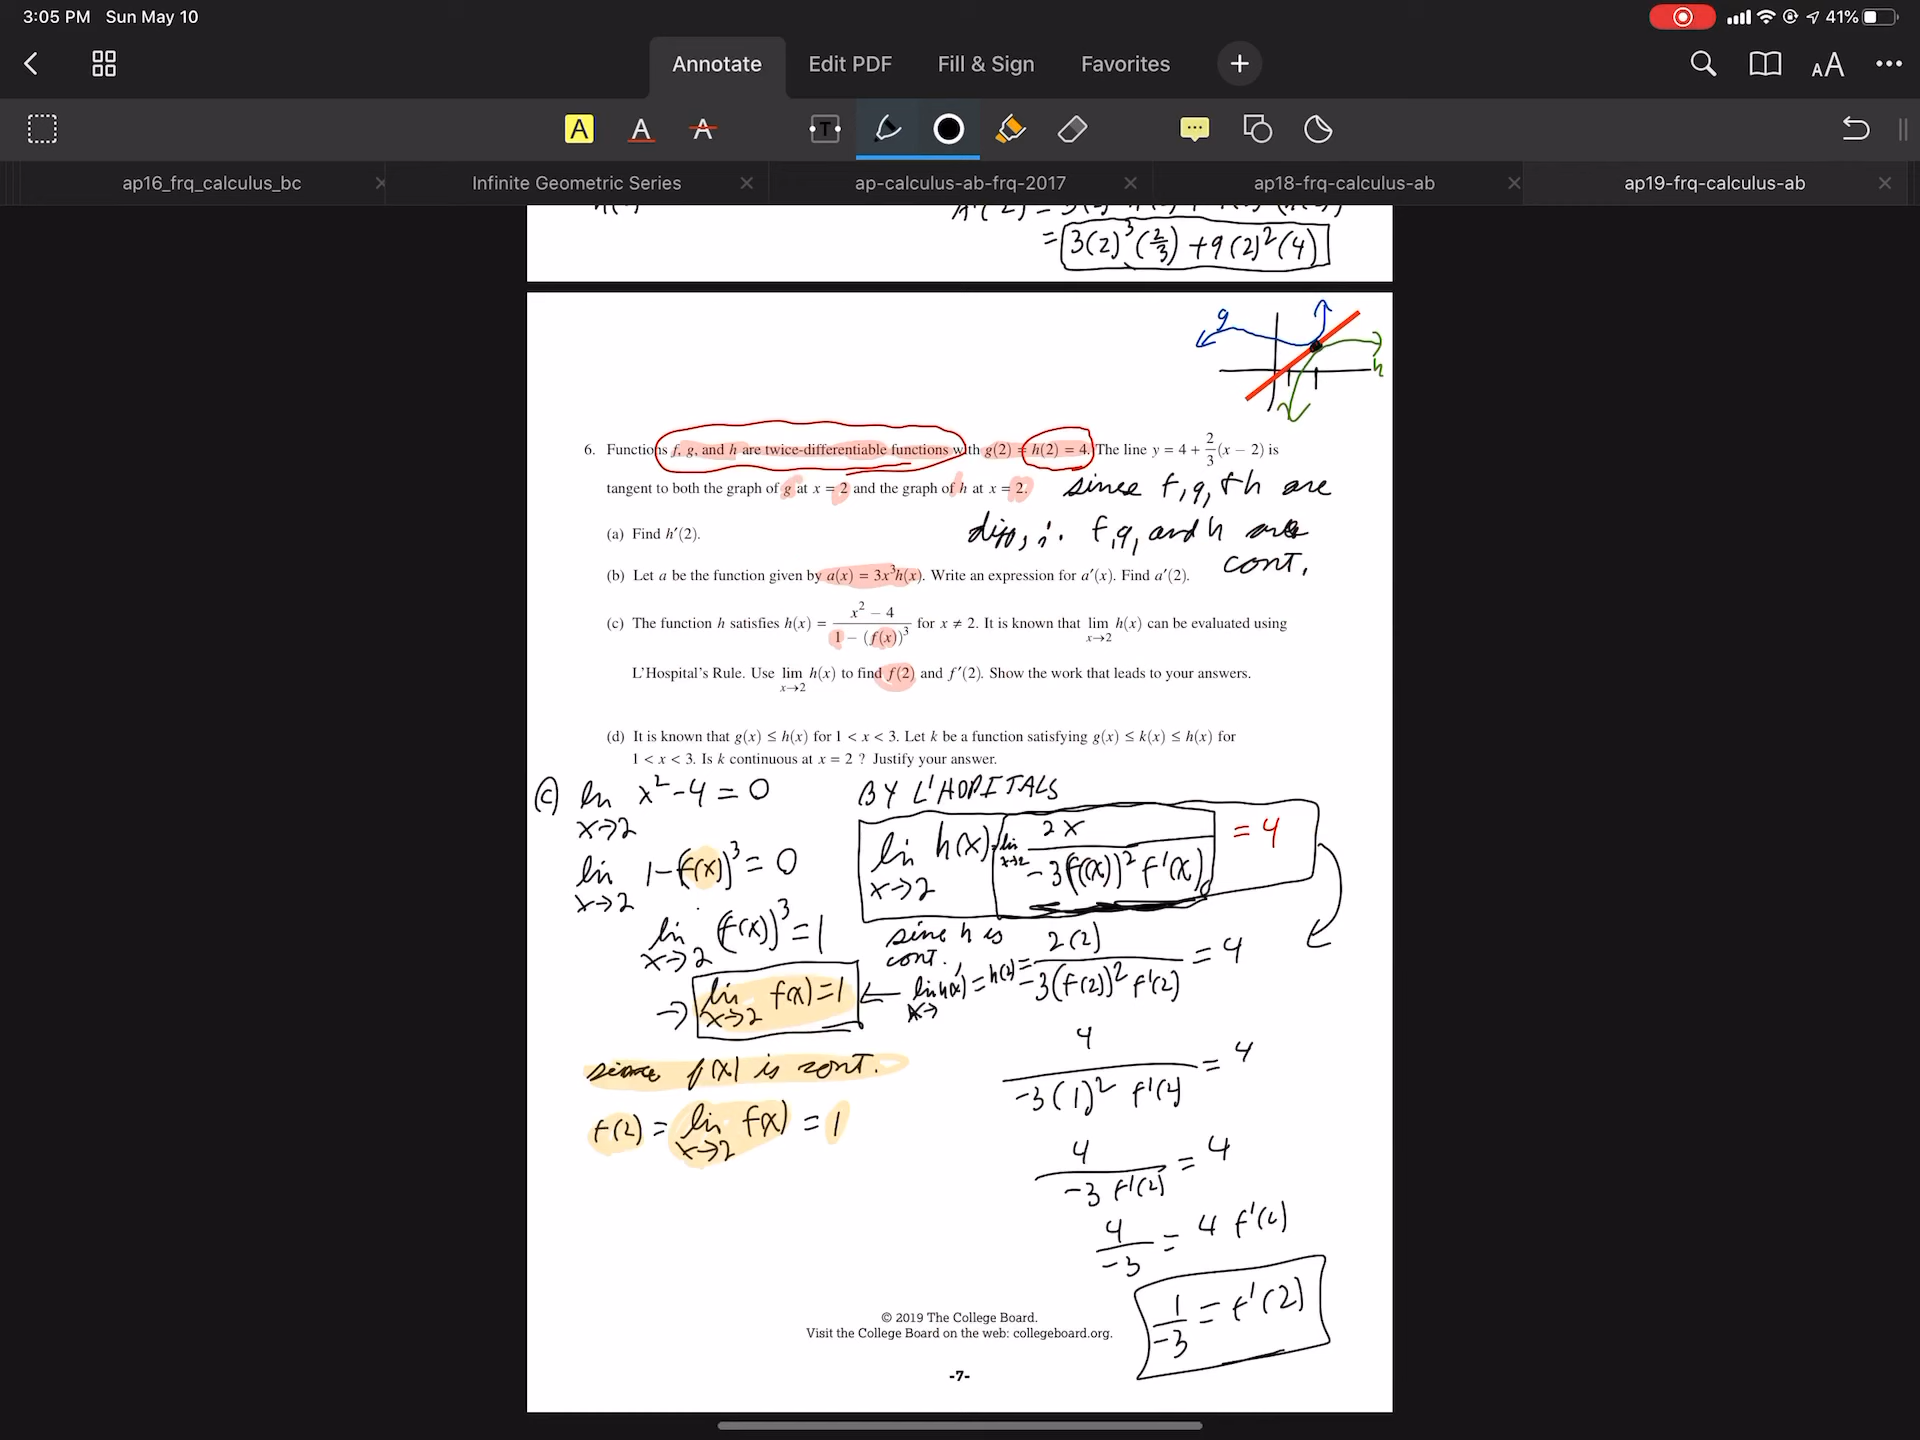 3:05 PM Sun May 10
41%
Annotate Edit PDF Fill & Sign Favorites
AA
A A A T
ap16_frq_calculus_bc Infinite Geometric Series ap-calculus-ab-frq-2017 ap18-frq-calculus-ab ap19-frq-calculus-ab
= 3(2)³(2/3) + 9(2)²(4)
g
h
6. Functions f, g, and h are twice-differentiable functions with g(2) = h(2) = 4. The line y = 4 + 2/3(x − 2) is
tangent to both the graph of g at x = 2 and the graph of h at x = 2.
since f, g, & h are
diff, ∴ f, g, and h are
cont.
(a) Find h′(2).
(b) Let a be the function given by a(x) = 3x³h(x). Write an expression for a′(x). Find a′(2).
(c) The function h satisfies h(x) = (x² − 4)/(1 − (f(x))³) for x ≠ 2. It is known that lim x→2 h(x) can be evaluated using
L'Hospital's Rule. Use lim x→2 h(x) to find f(2) and f′(2). Show the work that leads to your answers.
(d) It is known that g(x) ≤ h(x) for 1 < x < 3. Let k be a function satisfying g(x) ≤ k(x) ≤ h(x) for
1 < x < 3. Is k continuous at x = 2 ? Justify your answer.
(c) lim x→2 x²-4 = 0
lim x→2 1-(f(x))³ = 0
lim x→2 (f(x))³ = 1
→ lim x→2 f(x) = 1
since f(x) is cont.
f(2) = lim x→2 f(x) = 1
BY L'HOPITALS
lim x→2 h(x) = lim x→2 2x/(-3(f(x))² f'(x)) = 4
since h is
cont.,
lim x→ h(x) = h(2) = 2(2)/(-3(f(2))² f'(2)) = 4
4/(-3(1)² f'(2)) = 4
4/(-3 f'(2)) = 4
4/-3 = 4 f'(2)
1/-3 = f'(2)
© 2019 The College Board.
Visit the College Board on the web: collegeboard.org.
-7-